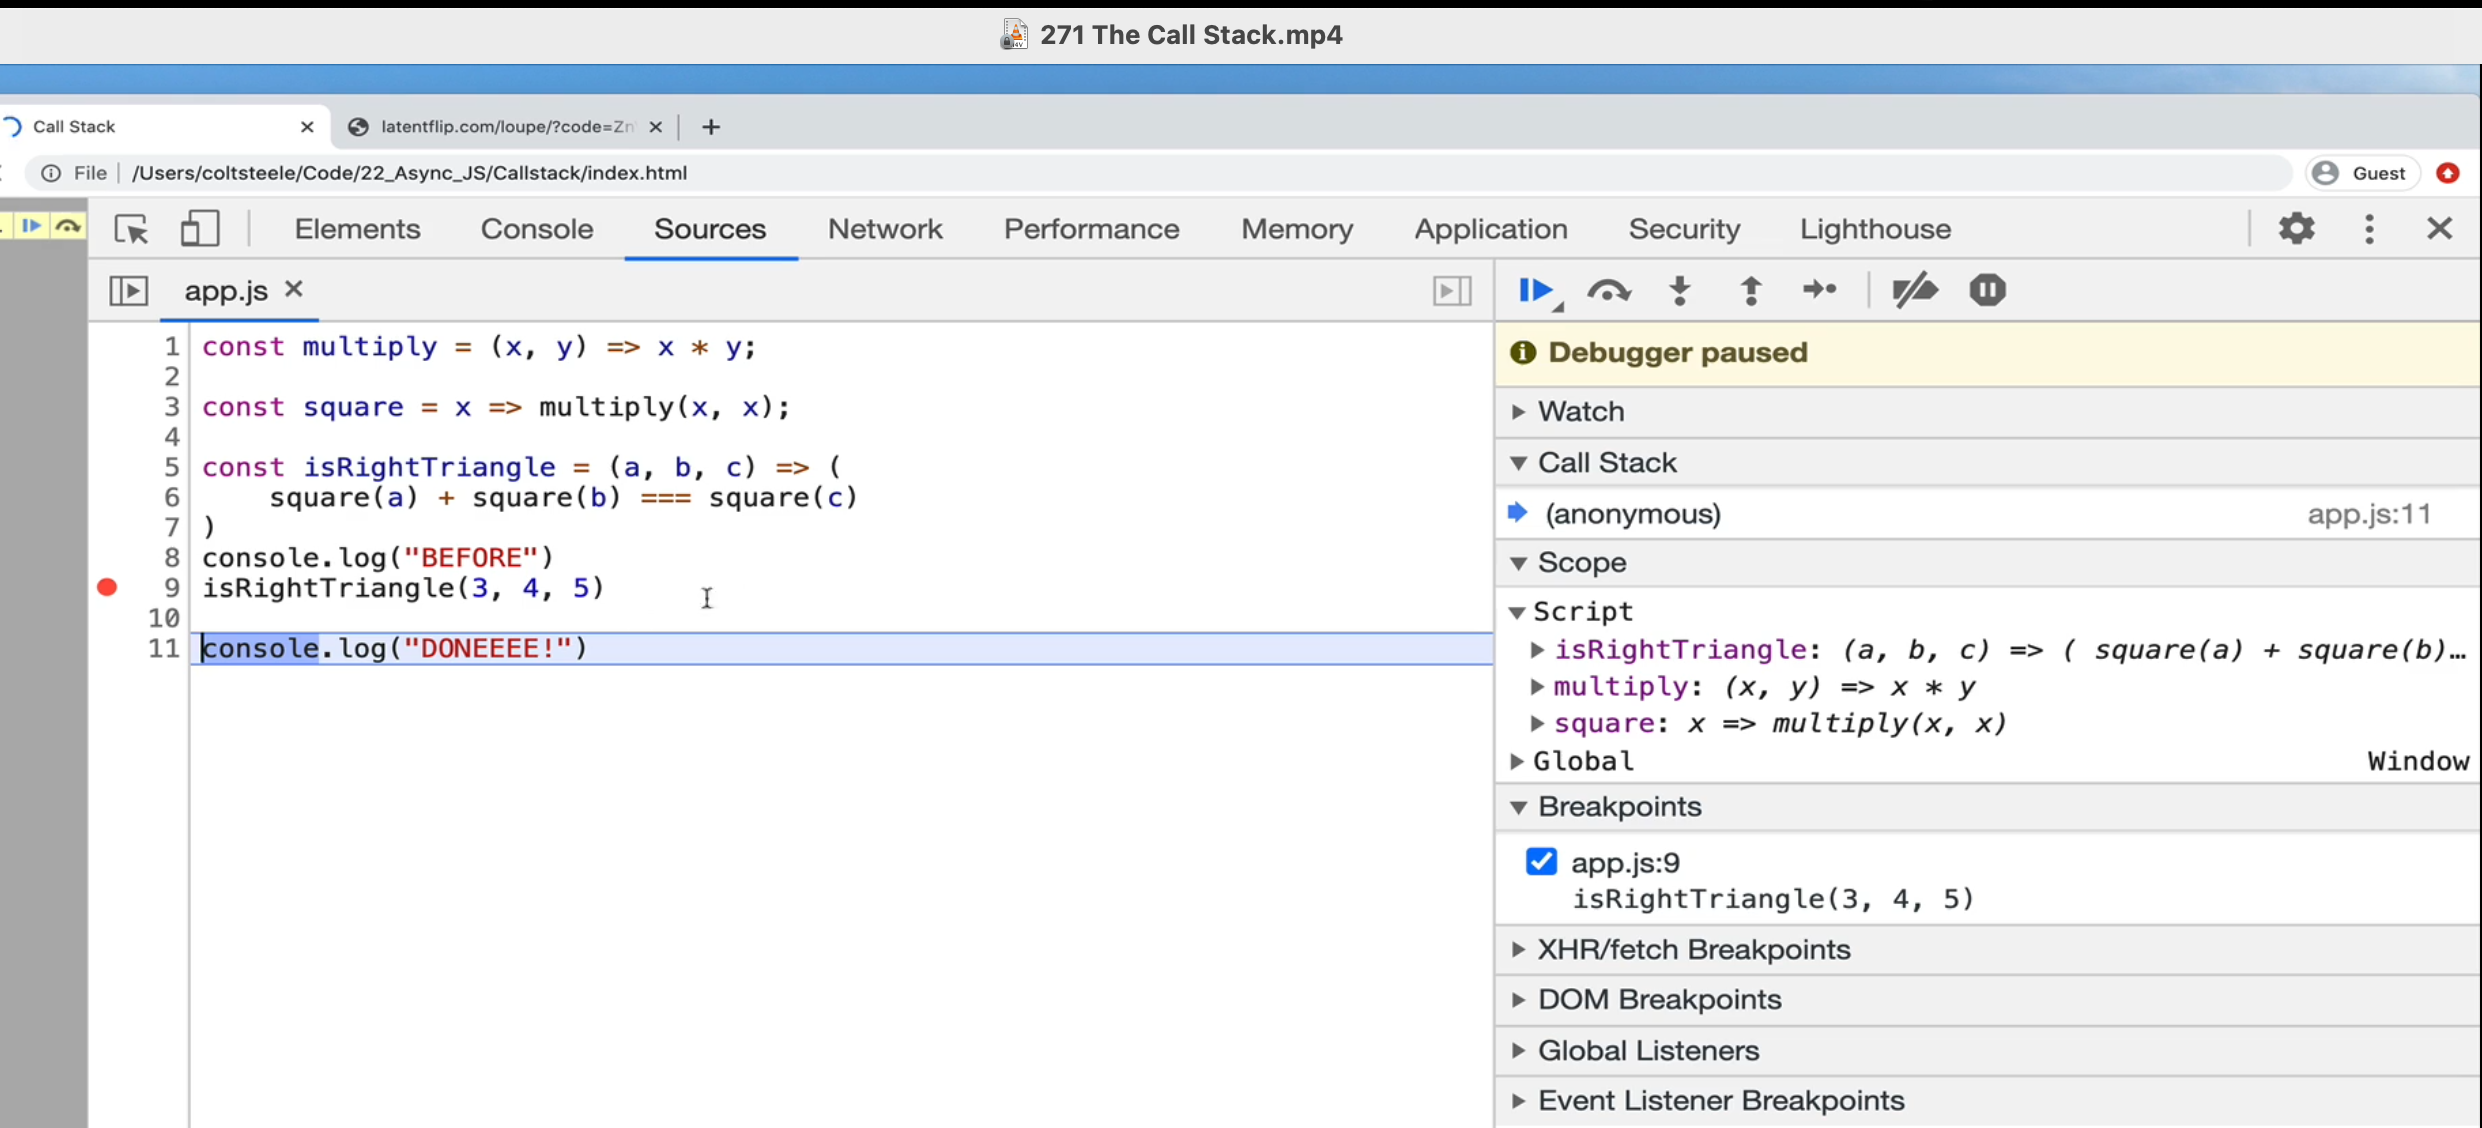 271 The Call Stack.mp4
Call Stack
latentflip.com/loupe/?code=Zn
File
/Users/coltsteele/Code/22_Async_JS/Callstack/index.html
Guest
Elements Console Sources Network Performance Memory Application Security Lighthouse
app.js
1 const multiply = (x, y) => x * y;
2
3 const square = x => multiply(x, x);
4
5 const isRightTriangle = (a, b, c) => (
6     square(a) + square(b) === square(c)
7 )
8 console.log("BEFORE")
9 isRightTriangle(3, 4, 5)
10
11 console.log("DONEEEE!")
Debugger paused
Watch
Call Stack
(anonymous) app.js:11
Scope
Script
isRightTriangle: (a, b, c) => ( square(a) + square(b)…
multiply: (x, y) => x * y
square: x => multiply(x, x)
Global Window
Breakpoints
app.js:9
isRightTriangle(3, 4, 5)
XHR/fetch Breakpoints
DOM Breakpoints
Global Listeners
Event Listener Breakpoints